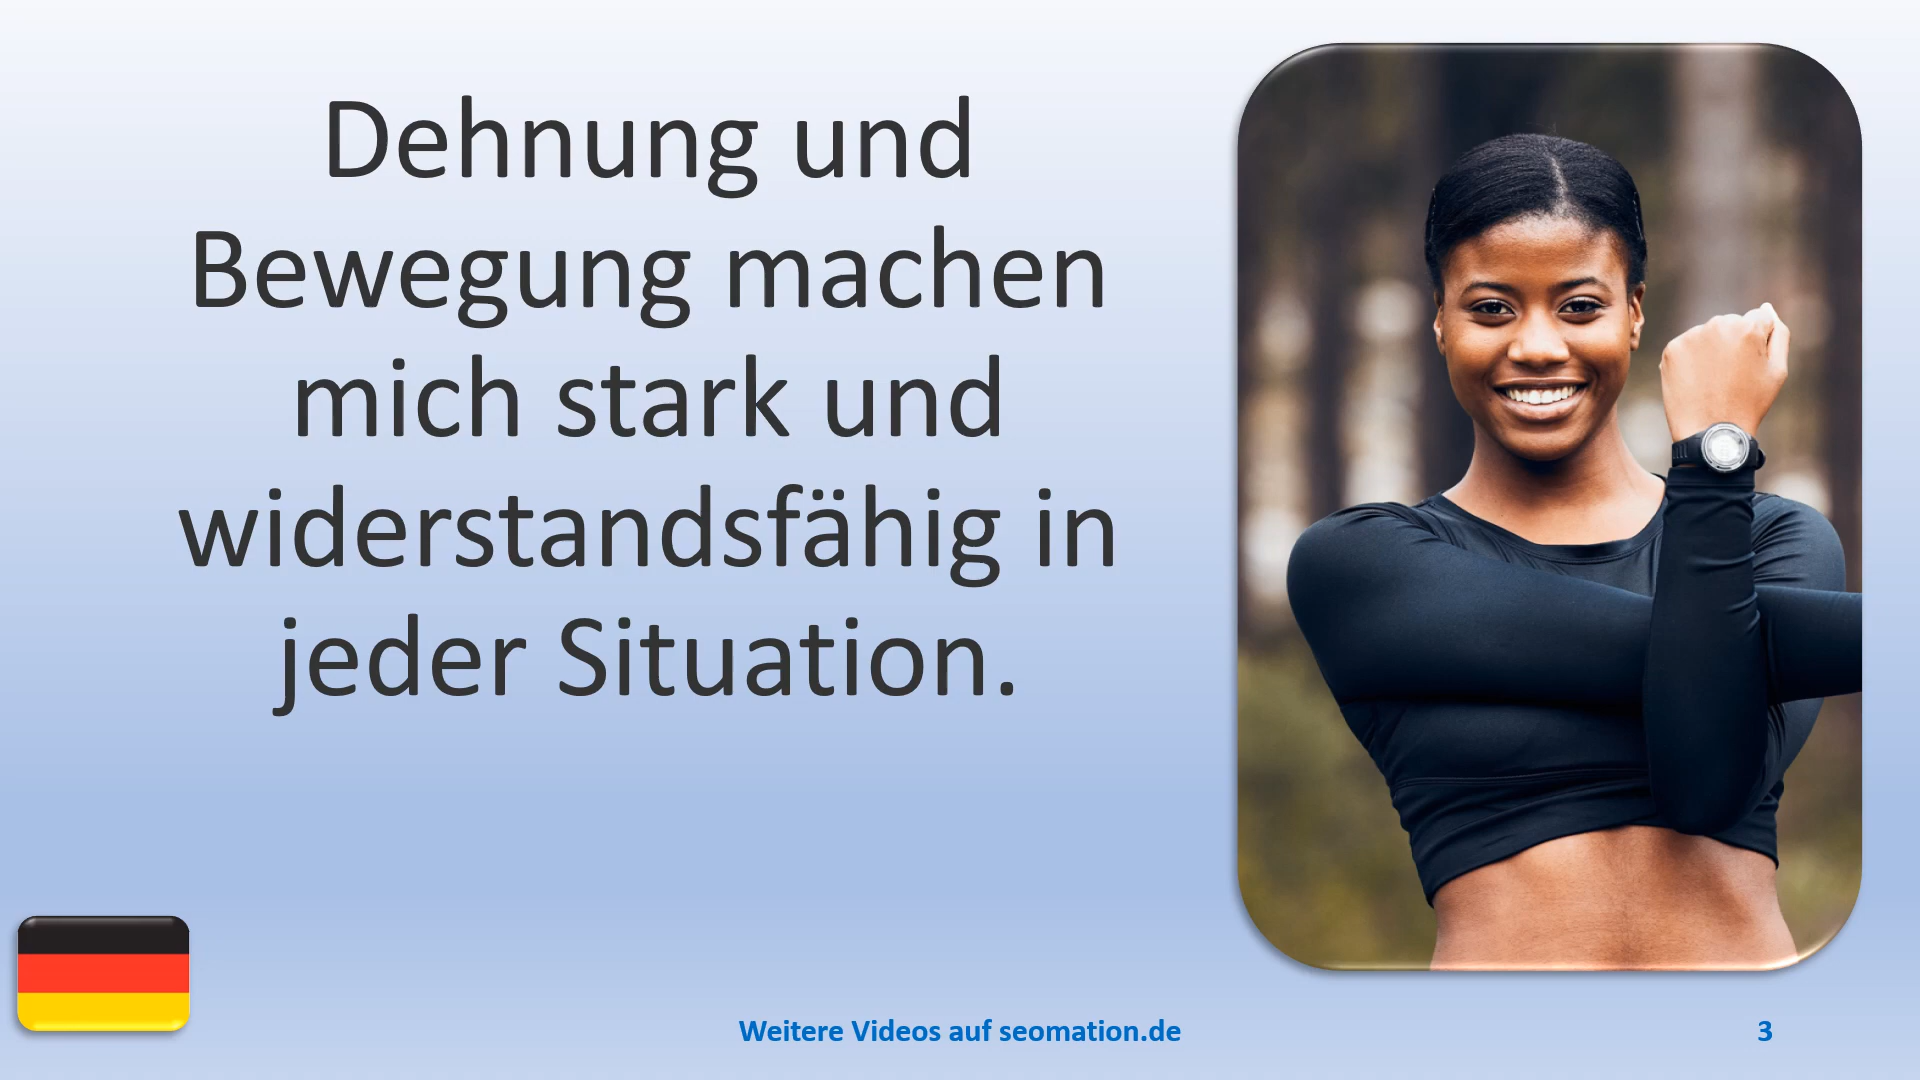 Dehnung und
Bewegung machen
mich stark und
widerstandsfähig in
jeder Situation.
Weitere Videos auf seomation.de
3